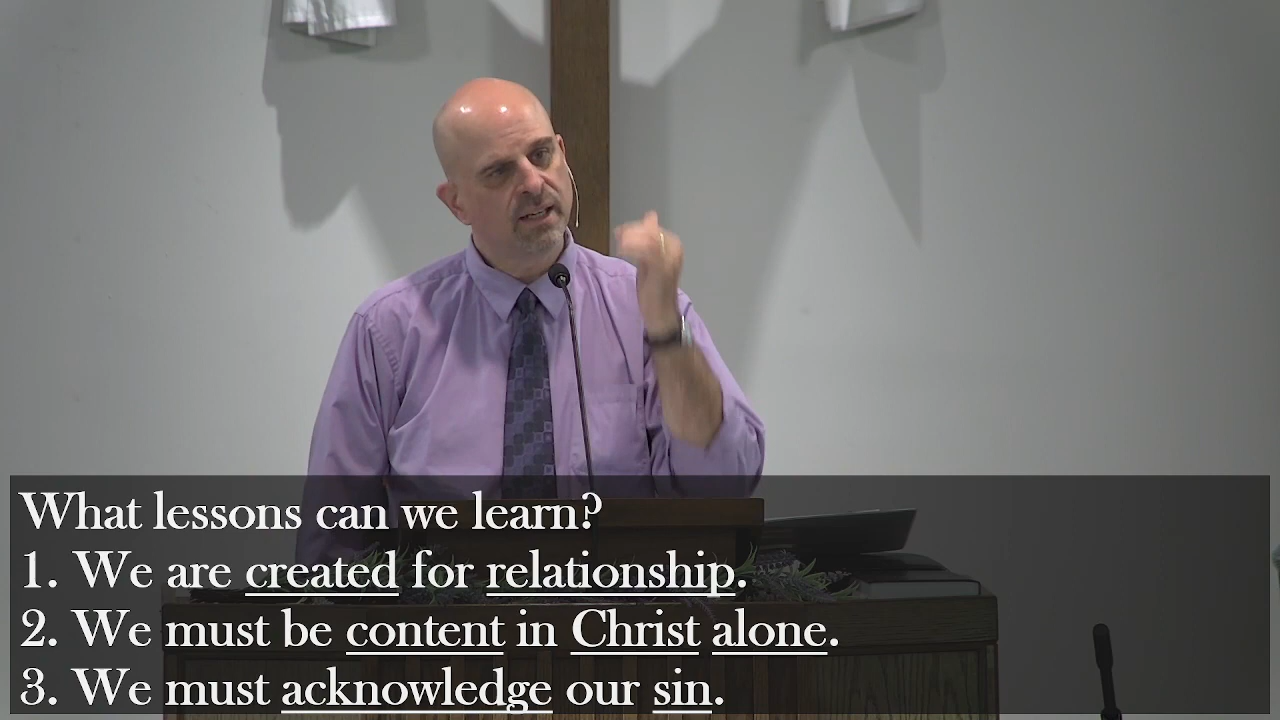 What lessons can we learn?
1. We are created for relationship.
2. We must be content in Christ alone.
3. We must acknowledge our sin.